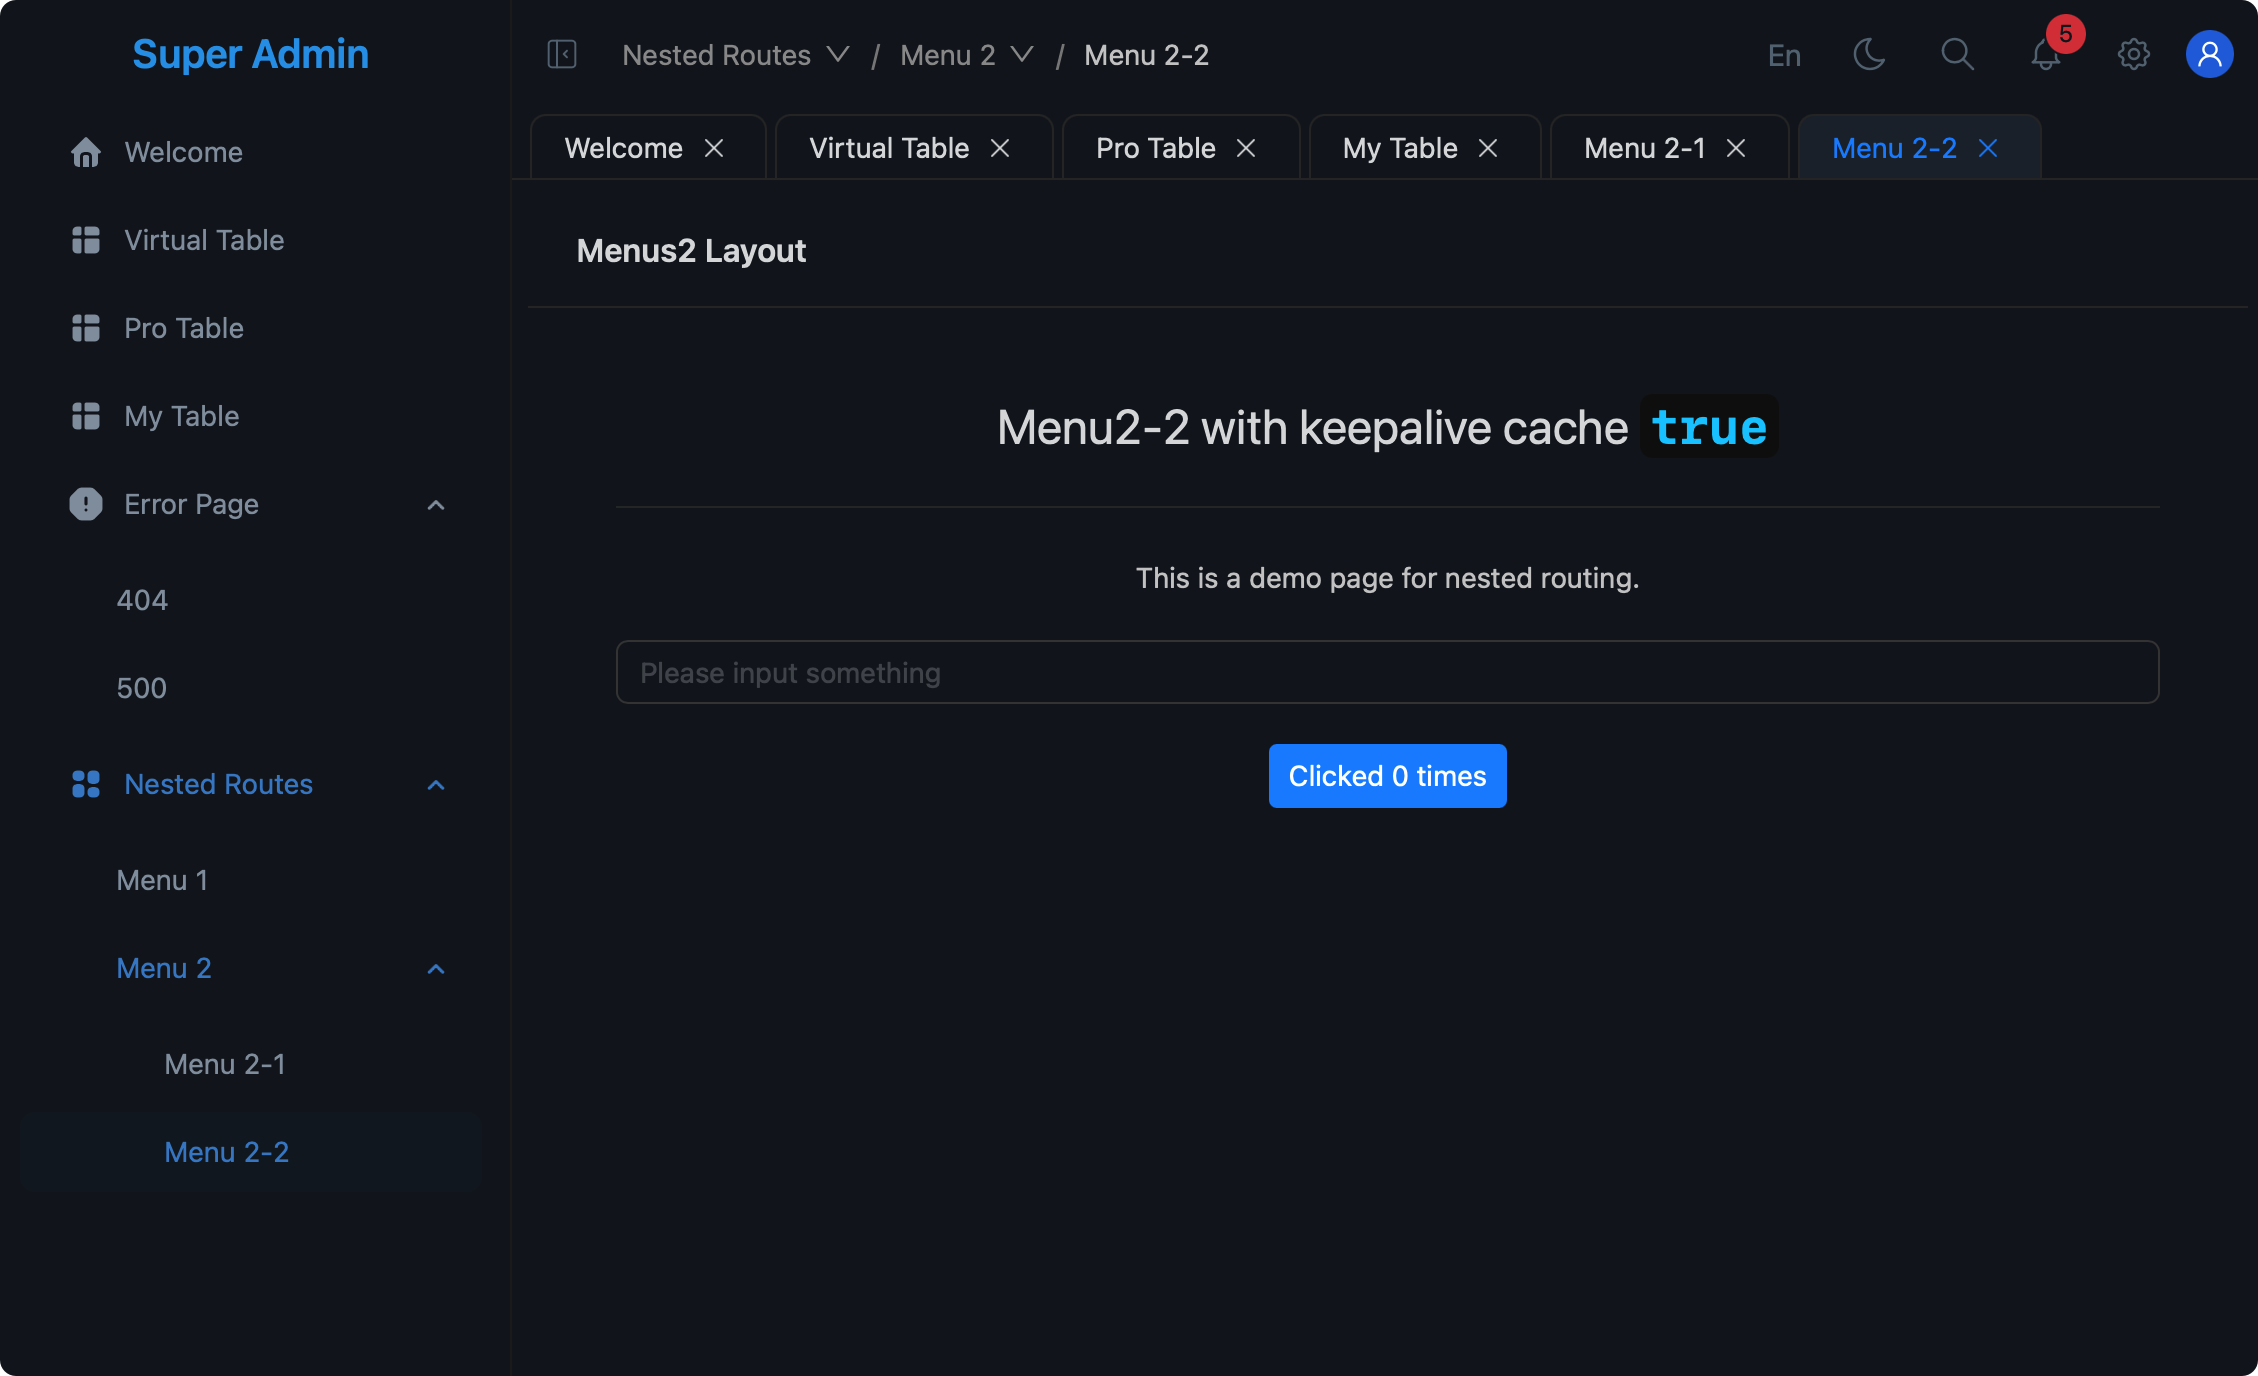 Super Admin
Welcome
Virtual Table
Pro Table
My Table
Error Page
404
500
Nested Routes
Menu 1
Menu 2
Menu 2-1
Menu 2-2
Nested Routes / Menu 2 / Menu 2-2
En
5
Welcome Virtual Table Pro Table My Table Menu 2-1 Menu 2-2
Menus2 Layout
Menu2-2 with keepalive cache true
This is a demo page for nested routing.
Please input something
Clicked 0 times